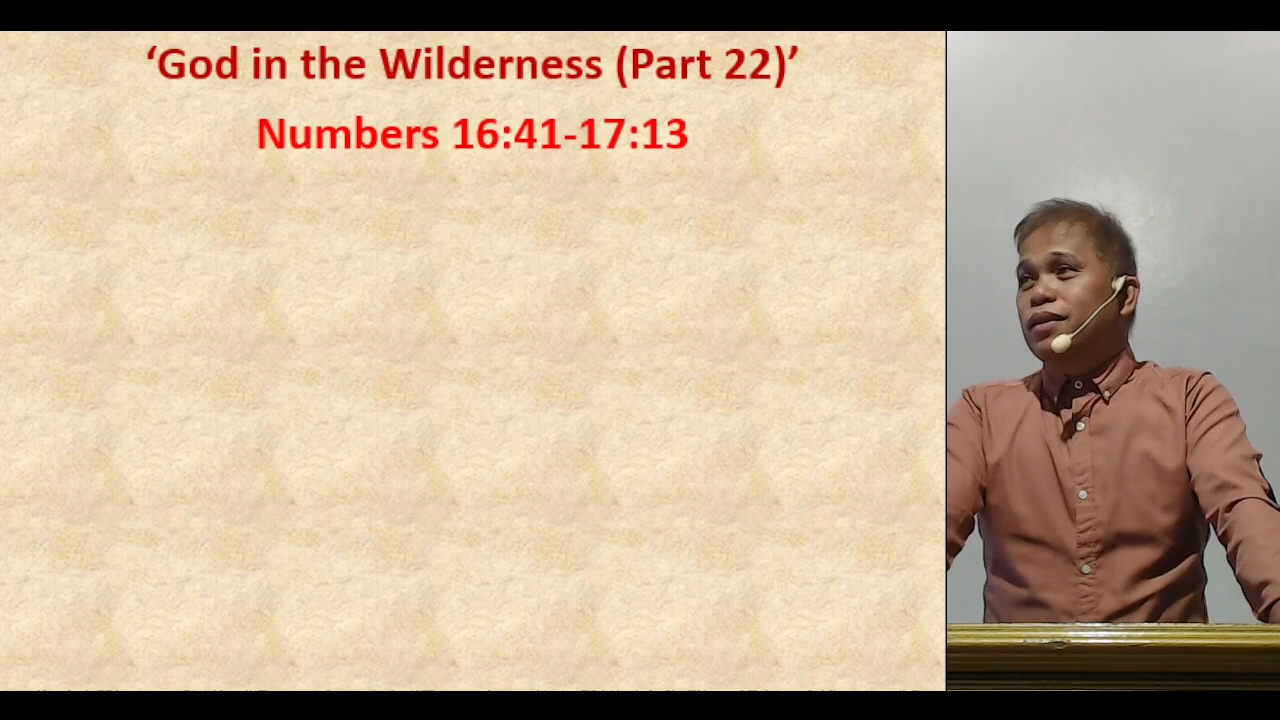 ‘God in the Wilderness (Part 22)’
Numbers 16:41-17:13